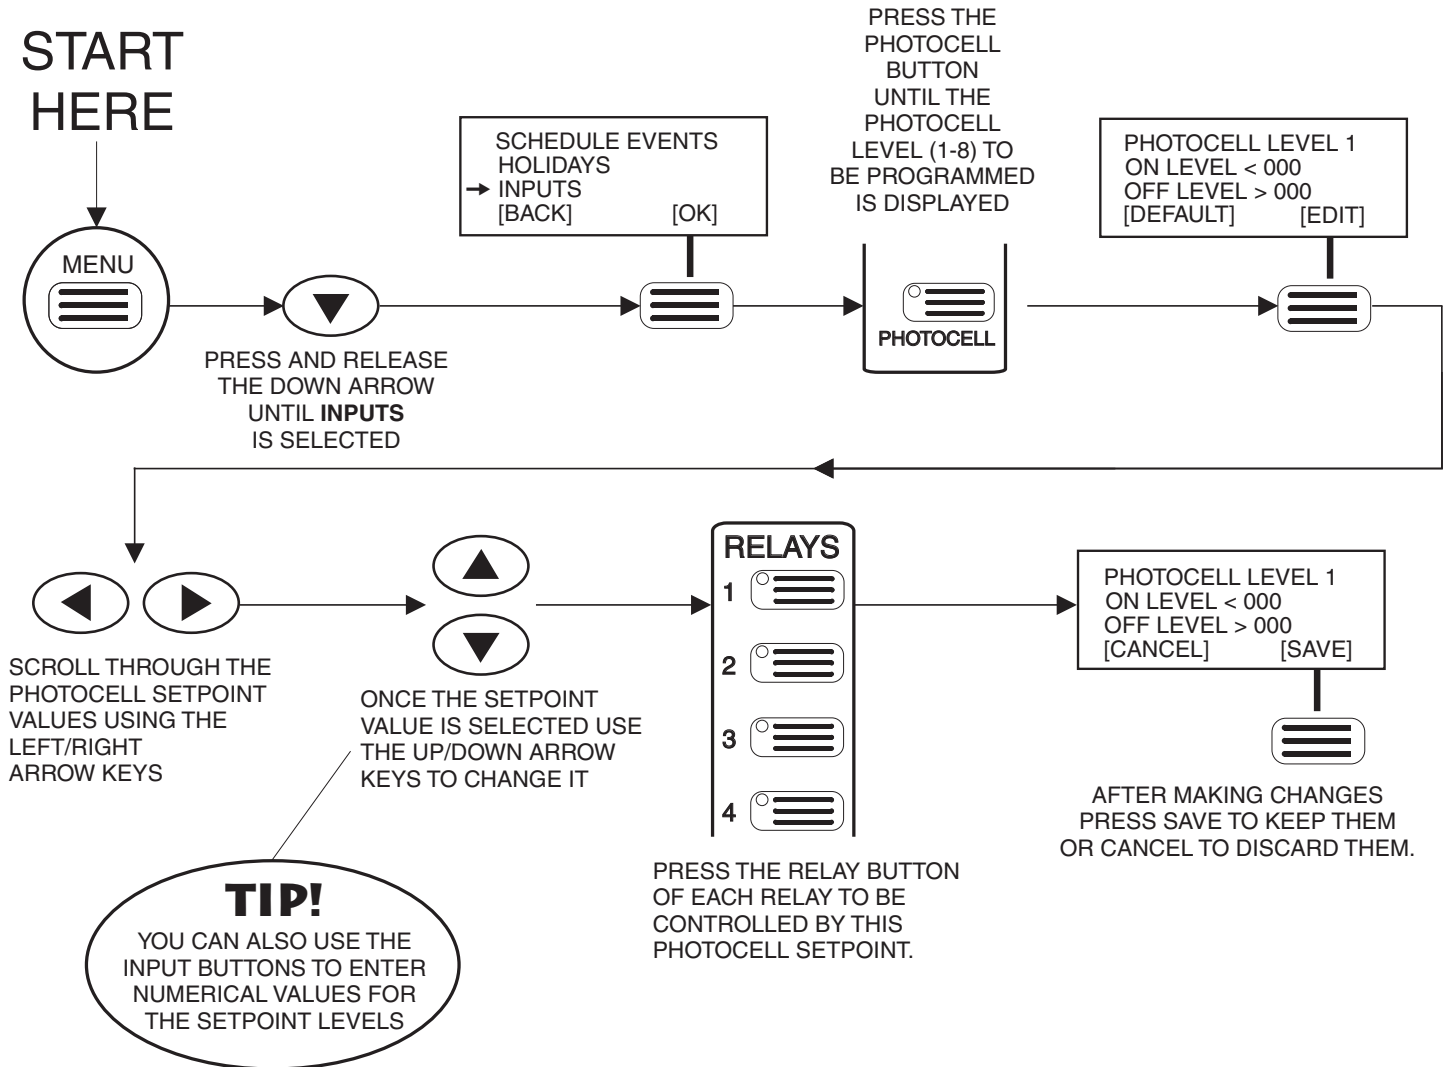 START
HERE
MENU
PRESS AND RELEASE
THE DOWN ARROW
UNTIL INPUTS
IS SELECTED
SCHEDULE EVENTS
HOLIDAYS
INPUTS
[BACK] [OK]
PRESS THE
PHOTOCELL
BUTTON
UNTIL THE
PHOTOCELL
LEVEL (1-8) TO
BE PROGRAMMED
IS DISPLAYED
PHOTOCELL
PHOTOCELL LEVEL 1
ON LEVEL < 000
OFF LEVEL > 000
[DEFAULT] [EDIT]
SCROLL THROUGH THE
PHOTOCELL SETPOINT
VALUES USING THE
LEFT/RIGHT
ARROW KEYS
ONCE THE SETPOINT
VALUE IS SELECTED USE
THE UP/DOWN ARROW
KEYS TO CHANGE IT
TIP!
YOU CAN ALSO USE THE
INPUT BUTTONS TO ENTER
NUMERICAL VALUES FOR
THE SETPOINT LEVELS
RELAYS
1
2
3
4
PRESS THE RELAY BUTTON
OF EACH RELAY TO BE
CONTROLLED BY THIS
PHOTOCELL SETPOINT.
PHOTOCELL LEVEL 1
ON LEVEL < 000
OFF LEVEL > 000
[CANCEL] [SAVE]
AFTER MAKING CHANGES
PRESS SAVE TO KEEP THEM
OR CANCEL TO DISCARD THEM.